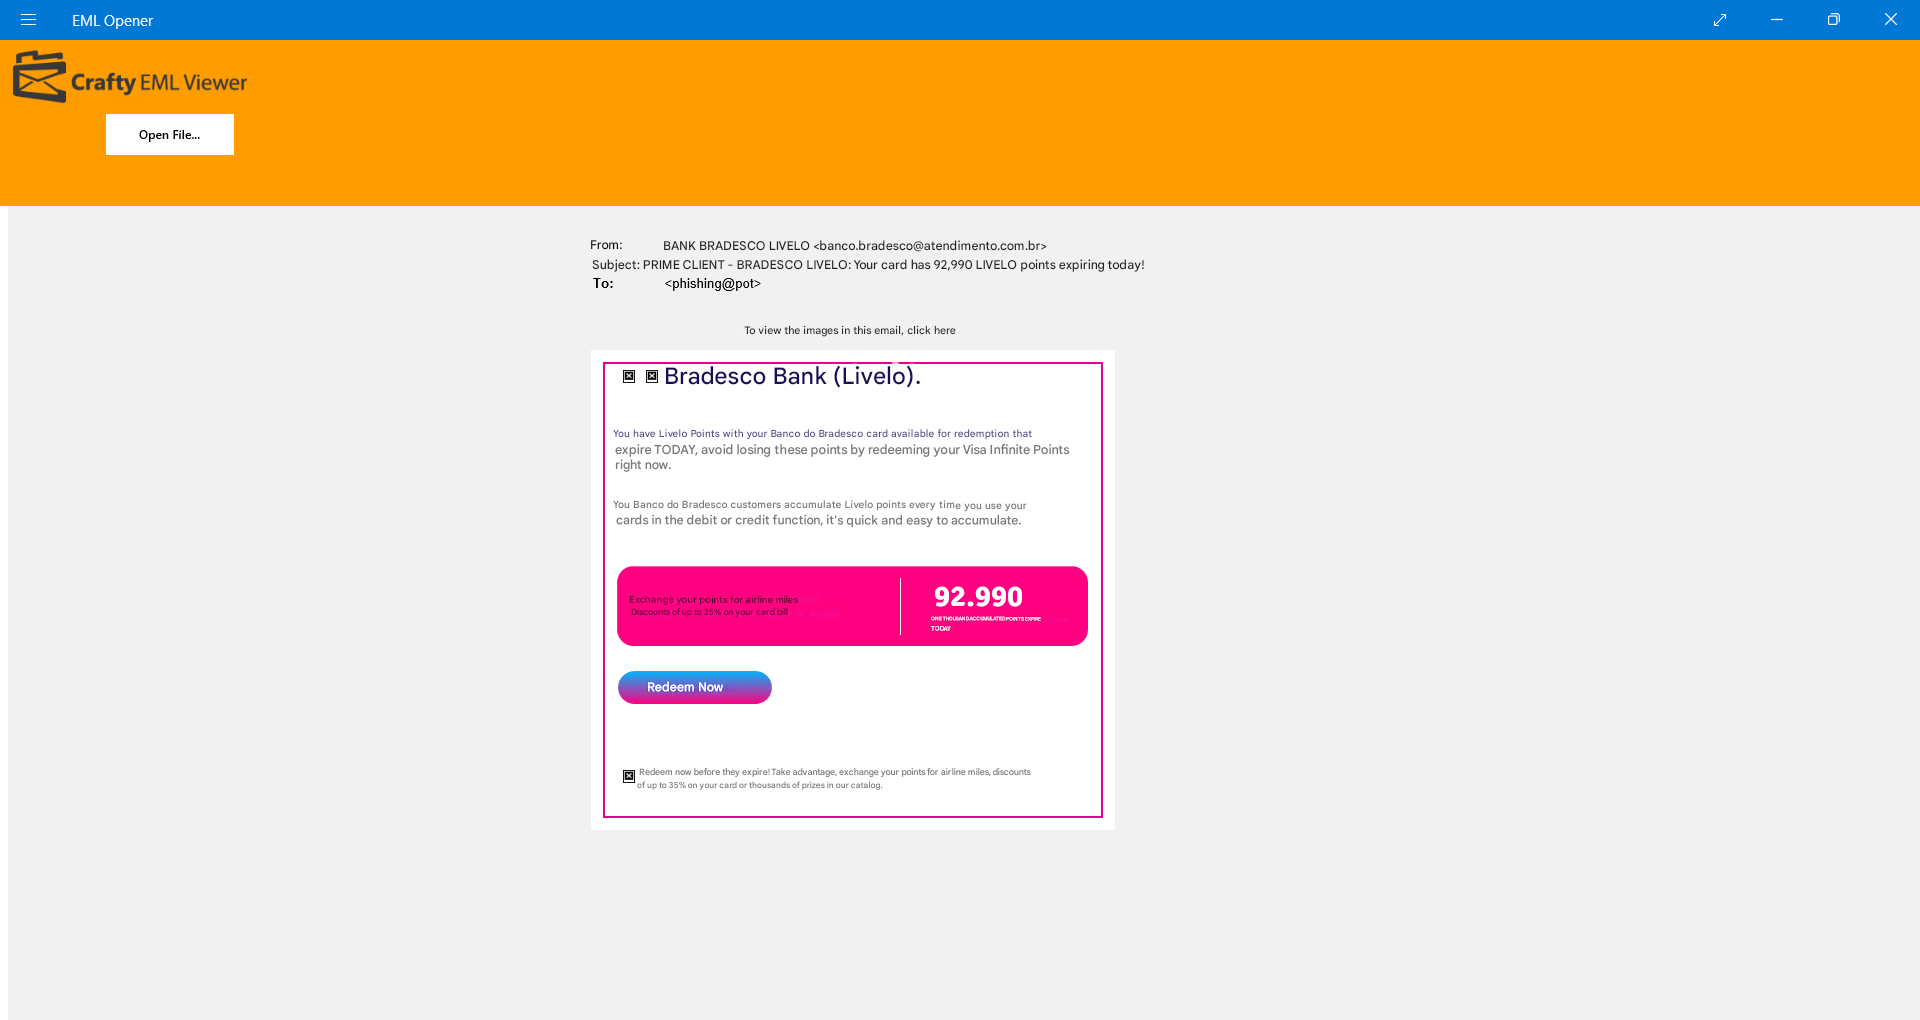 EML Opener
Crafty EML Viewer
Open File...
From: BANK BRADESCO LIVELO <banco.bradesco@atendimento.com.br>
Subject: PRIME CLIENT - BRADESCO LIVELO: Your card has 92,990 LIVELO points expiring today!
To: <phishing@pot>
To view the images in this email, click here
Bradesco Bank (Livelo).
You have Livelo Points with your Banco do Bradesco card available for redemption that
expire TODAY, avoid losing these points by redeeming your Visa Infinite Points
right now.
You Banco do Bradesco customers accumulate Livelo points every time you use your
cards in the debit or credit function, it's quick and easy to accumulate.
Exchange your points for airline miles
Discounts of up to 35% on your card bill
92.990
ONE THOUSAND ACCUMULATED POINTS EXPIRE
TODAY
Redeem Now
Redeem now before they expire! Take advantage, exchange your points for airline miles, discounts
of up to 35% on your card or thousands of prizes in our catalog.